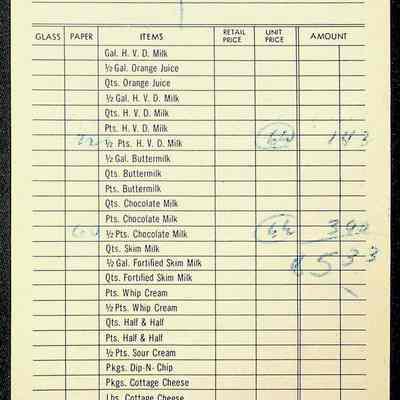 GLASS PAPER ITEMS RETAIL PRICE UNIT PRICE AMOUNT
Gal. H. V. D. Milk
½ Gal. Orange Juice
Qts. Orange Juice
½ Gal. H. V. D. Milk
Qts. H. V. D. Milk
Pts. H. V. D. Milk
½ Pts. H. V. D. Milk 143
½ Gal. Buttermilk
Qts. Buttermilk
Pts. Buttermilk
Qts. Chocolate Milk
Pts. Chocolate Milk
½ Pts. Chocolate Milk 390
Qts. Skim Milk $533
½ Gal. Fortified Skim Milk
Qts. Fortified Skim Milk
Pts. Whip Cream
½ Pts. Whip Cream
Qts. Half & Half
Pts. Half & Half
½ Pts. Sour Cream
Pkgs. Dip-N-Chip
Pkgs. Cottage Cheese
Lbs. Cottage Cheese